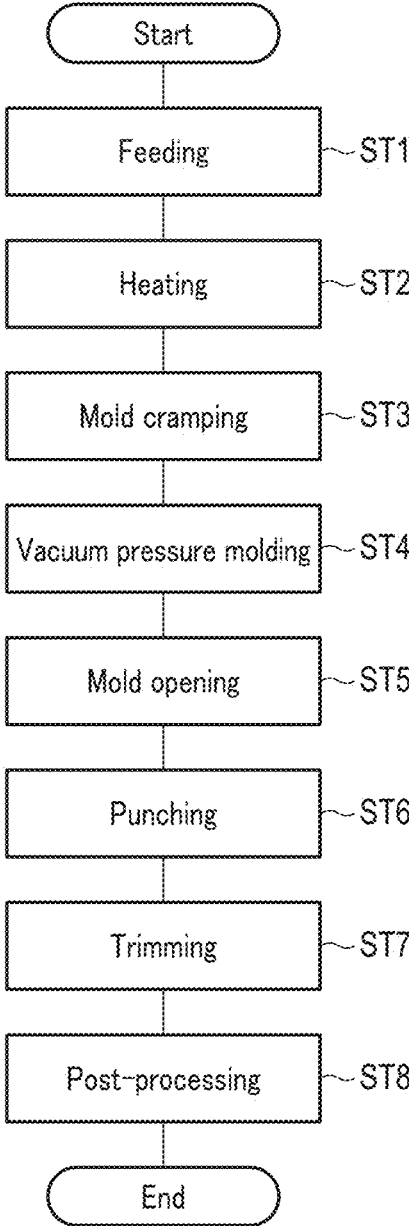 Start
Feeding ST1
Heating ST2
Mold cramping ST3
Vacuum pressure molding ST4
Mold opening ST5
Punching ST6
Trimming ST7
Post-processing ST8
End